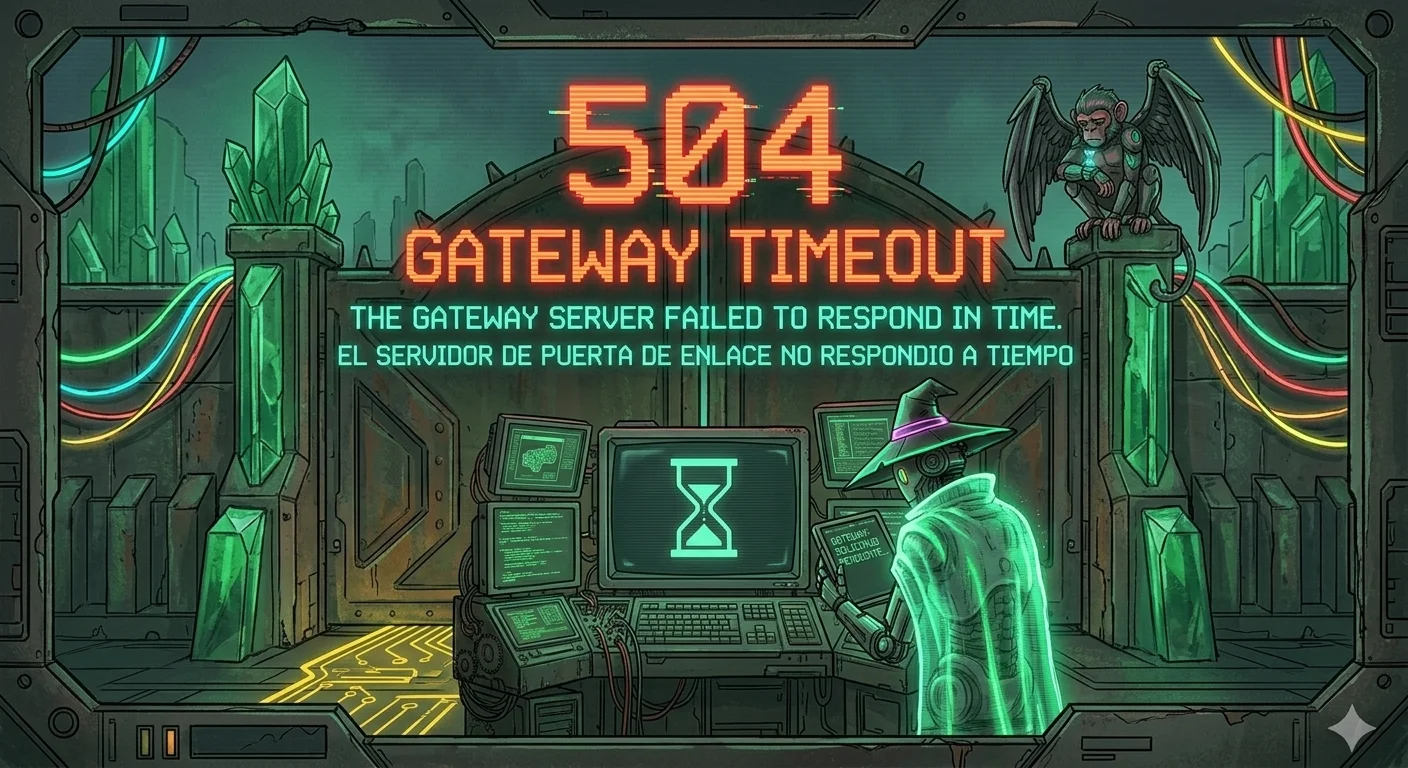 504
GATEWAY TIMEOUT
THE GATEWAY SERVER FAILED TO RESPOND IN TIME.
EL SERVIDOR DE PUERTA DE ENLACE NO RESPONDIO A TIEMPO
GATEWAY: